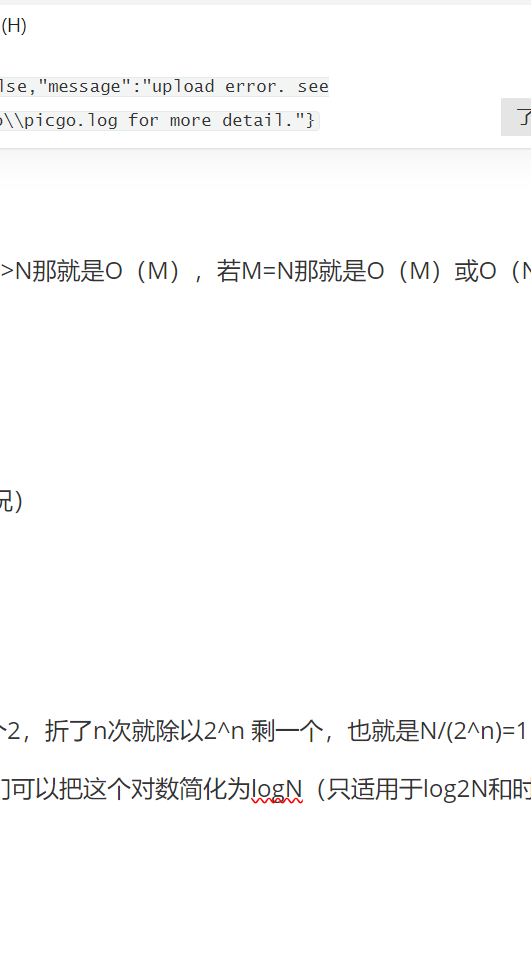 (H)
lse,"message":"upload error. see
o\\picgo.log for more detail."}
了
>N那就是O（M），若M=N那就是O（M）或O（N
况）
个2，折了n次就除以2^n 剩一个，也就是N/(2^n)=1
们可以把这个对数简化为logN（只适用于log2N和时